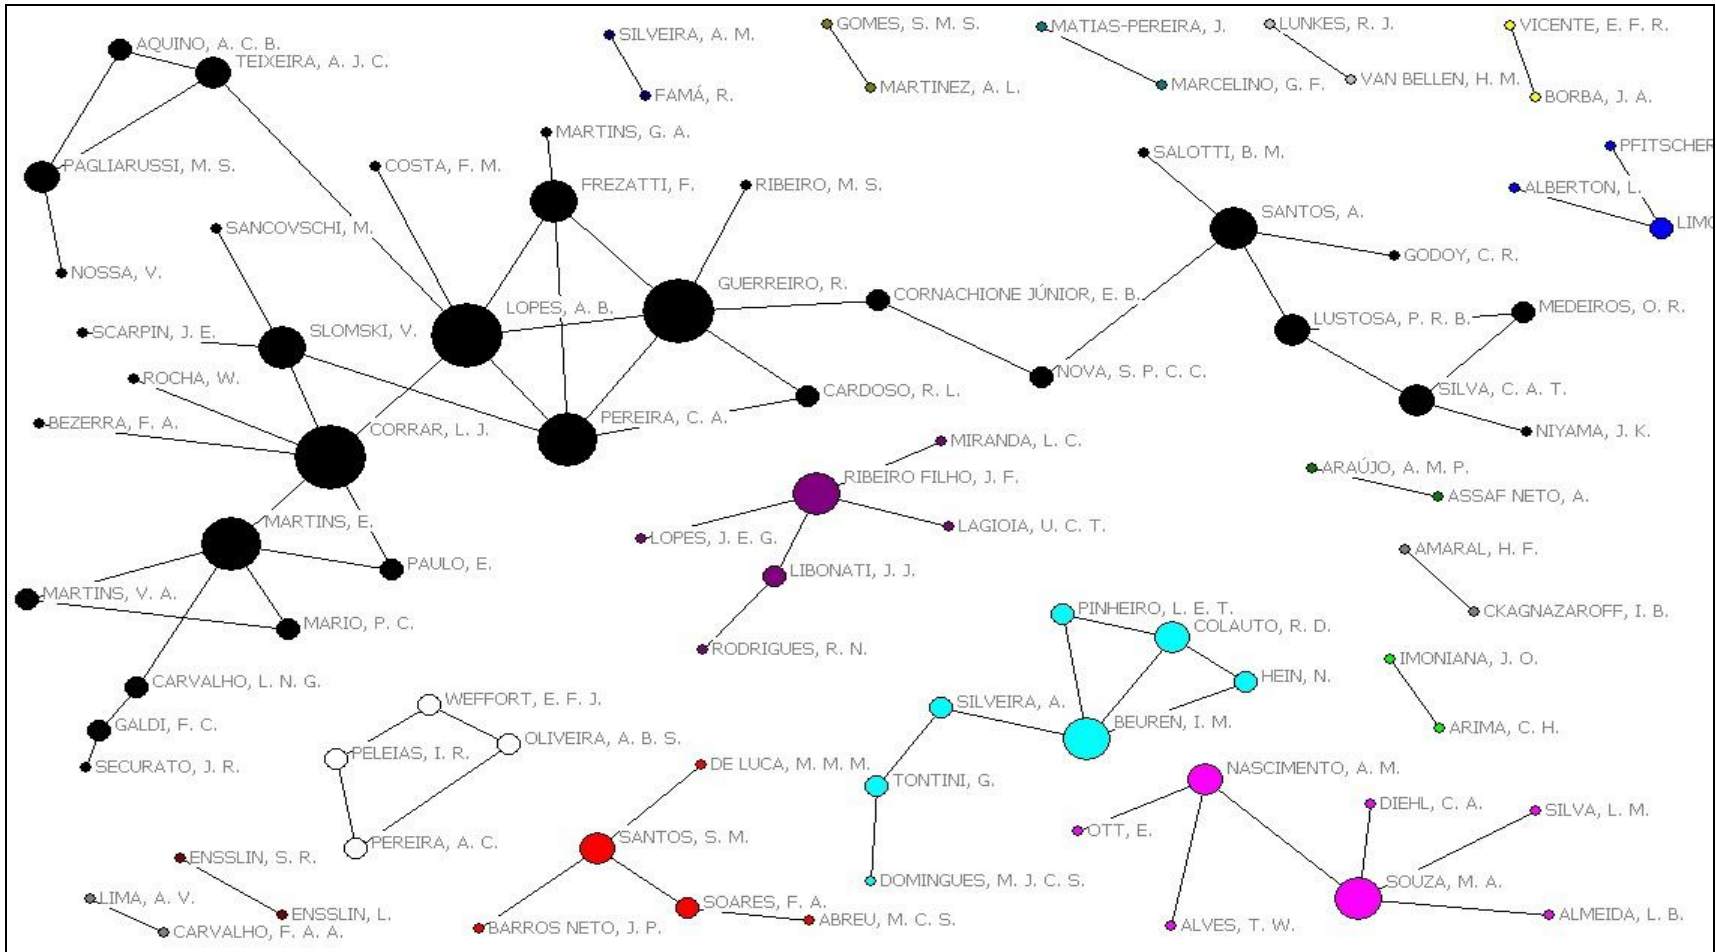 SILVEIRA, A. M.
GOMES, S. M. S.
MATIAS-PEREIRA, J.
LUNKES, R. J.
VICENTE, E. F. R.
AQUINO, A. C. B.
TEIXEIRA, A. J. C.
VAN BELLEN, H. M.
MARCELINO, G. F.
MARTINEZ, A. L.
FAMÁ, R.
BORBA, J. A.
MARTINS, G. A.
PFITSCHER
SALOTTI, B. M.
PAGLIARUSSI, M. S.
COSTA, F. M.
FREZATTI, F.
RIBEIRO, M. S.
ALBERTON, L.
SANTOS, A.
LIMO
SANCOVSCHI, M.
GODOY, C. R.
NOSSA, V.
GUERREIRO, R.
CORNACHIONE JÚNIOR, E. B.
LOPES, A. B.
MEDEIROS, O. R.
LUSTOSA, P. R. B.
SCARPIN, J. E.
SLOMSKI, V.
NOVA, S. P. C. C.
ROCHA, W.
CARDOSO, R. L.
SILVA, C. A. T.
PEREIRA, C. A.
BEZERRA, F. A.
CORRAR, L. J.
NIYAMA, J. K.
MIRANDA, L. C.
ARAÚJO, A. M. P.
RIBEIRO FILHO, J. F.
ASSAF NETO, A.
MARTINS, E.
LAGIOIA, U. C. T.
LOPES, J. E. G.
AMARAL, H. F.
PAULO, E.
LIBONATI, J. J.
MARTINS, V. A.
PINHEIRO, L. E. T.
CKAGNAZAROFF, I. B.
MARIO, P. C.
COLAUTO, R. D.
RODRIGUES, R. N.
IMONIANA, J. O.
HEIN, N.
CARVALHO, L. N. G.
WEFFORT, E. F. J.
SILVEIRA, A.
BEUREN, I. M.
GALDI, F. C.
ARIMA, C. H.
OLIVEIRA, A. B. S.
PELEIAS, I. R.
SECURATO, J. R.
DE LUCA, M. M. M.
NASCIMENTO, A. M.
TONTINI, G.
DIEHL, C. A.
SILVA, L. M.
OTT, E.
SANTOS, S. M.
PEREIRA, A. C.
ENSSLIN, S. R.
DOMINGUES, M. J. C. S.
SOUZA, M. A.
LIMA, A. V.
SOARES, F. A.
ENSSLIN, L.
ALMEIDA, L. B.
ABREU, M. C. S.
ALVES, T. W.
BARROS NETO, J. P.
CARVALHO, F. A. A.